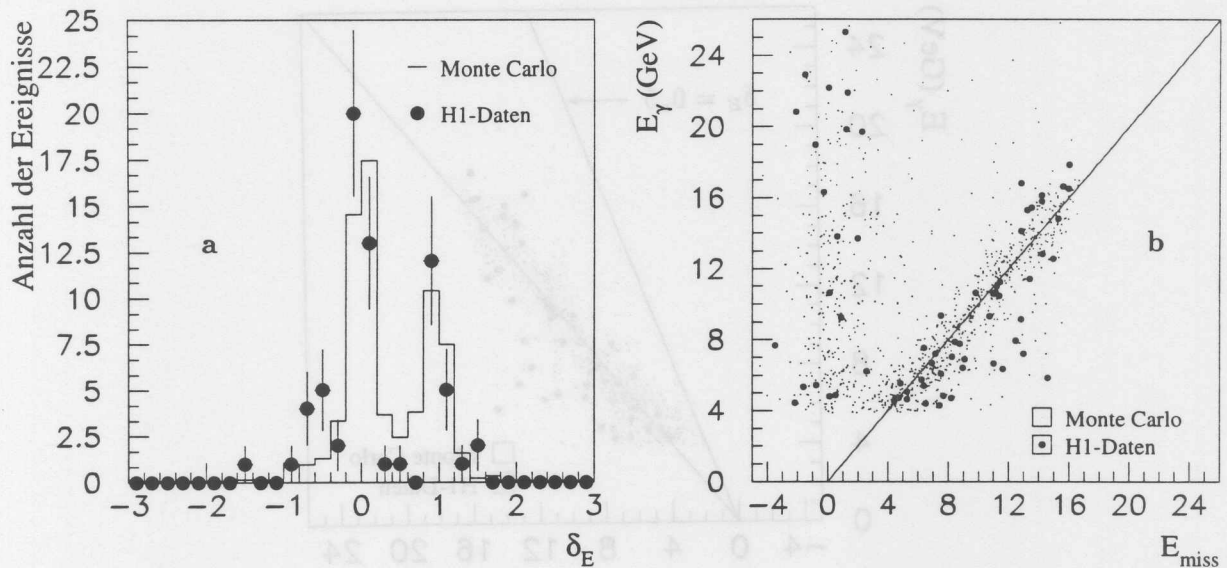 Anzahl der Ereignisse
25
22.5
20
17.5
15
12.5
10
7.5
5
2.5
0
Monte Carlo
H1-Daten
a
−3 −2 −1 0 1 2 3
δ_E
E_γ (GeV)
24
20
16
12
8
4
0
b
Monte Carlo
H1-Daten
−4 0 4 8 12 16 20 24
E_miss